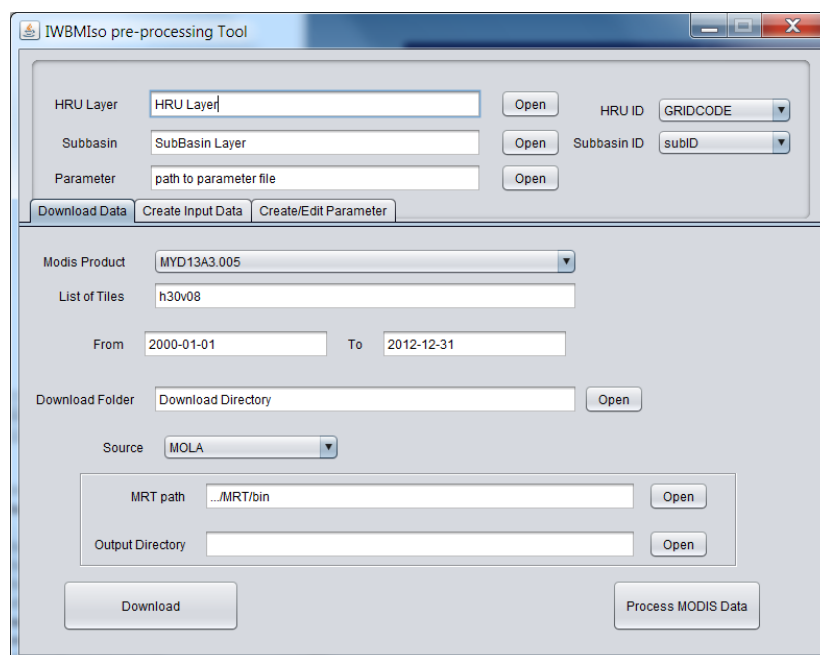 IWBMIso pre-processing Tool
HRU Layer HRU Layer Open HRU ID GRIDCODE
Subbasin SubBasin Layer Open Subbasin ID subID
Parameter path to parameter file Open
Download Data Create Input Data Create/Edit Parameter
Modis Product MYD13A3.005
List of Tiles h30v08
From 2000-01-01 To 2012-12-31
Download Folder Download Directory Open
Source MOLA
MRT path .../MRT/bin Open
Output Directory Open
Download Process MODIS Data